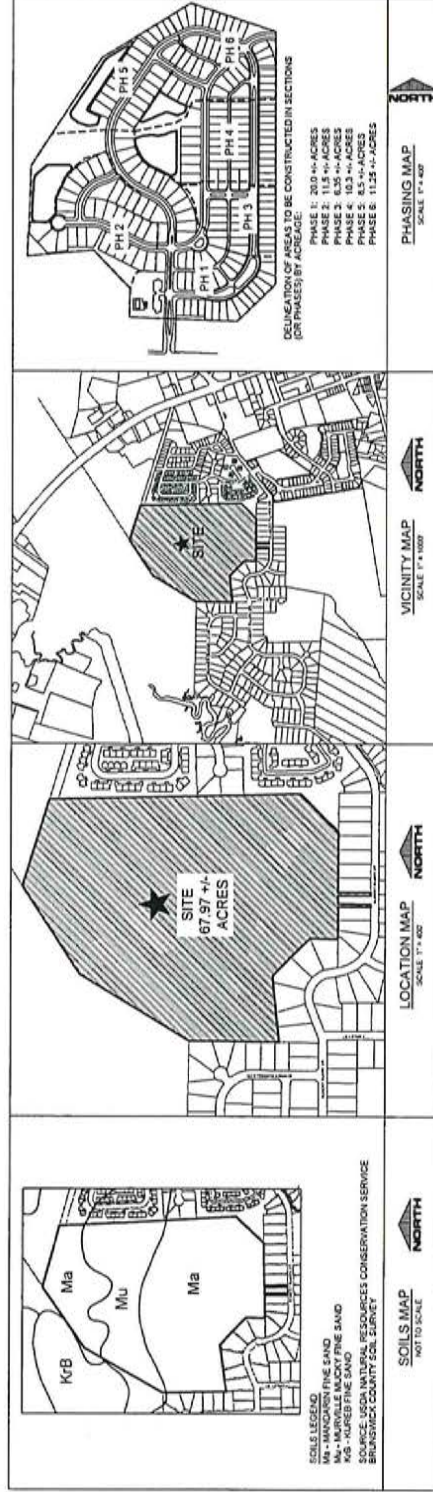 KrB
Ma
Mu
Ma
SOILS LEGEND
Ma - MANDARIN FINE SAND
Mu - MURVILLE MUCKY FINE SAND
KrB - KUREB FINE SAND
SOURCE: USDA NATURAL RESOURCES CONSERVATION SERVICE
BRUNSWICK COUNTY SOIL SURVEY
SOILS MAP
NOT TO SCALE
NORTH
SITE
67.97 +/-
ACRES
LOCATION MAP
SCALE 1" = 400'
NORTH
SITE
VICINITY MAP
SCALE 1" = 1000'
NORTH
PH 5
PH 6
PH 2
PH 4
PH 1
PH 3
DELINEATION OF AREAS TO BE CONSTRUCTED IN SECTIONS
(OR PHASES) BY ACREAGE:
PHASE 1: 20.0 +/- ACRES
PHASE 2: 11.5 +/- ACRES
PHASE 3: +/- ACRES
PHASE 4: 10.5 +/- ACRES
PHASE 5: 8.5 +/- ACRES
PHASE 6: 11.25 +/- ACRES
PHASING MAP
SCALE 1" = 400'
NORTH